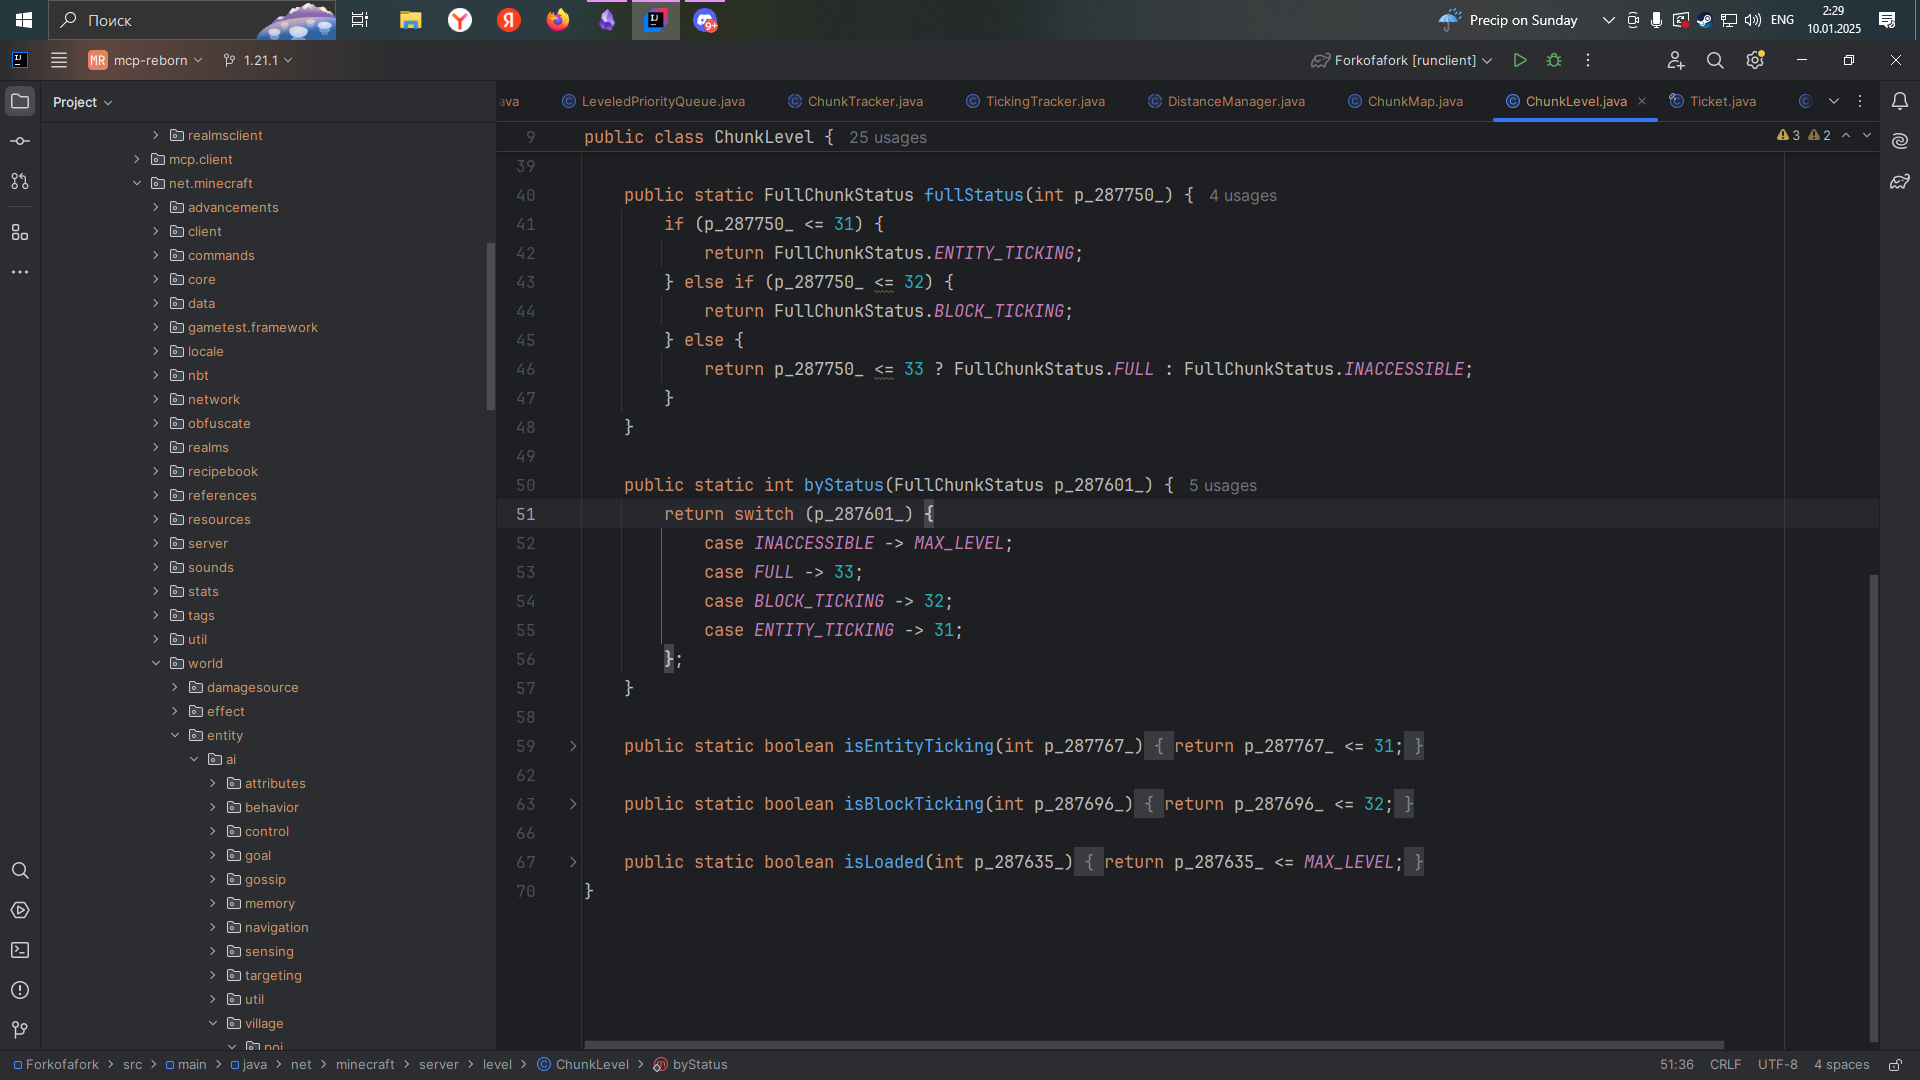 Поиск
9+
Precip on Sunday
ENG
2:29
10.01.2025
MR
mcp-reborn
1.21.1
Forkofafork [runclient]
Project
ava
LeveledPriorityQueue.java
ChunkTracker.java
TickingTracker.java
DistanceManager.java
ChunkMap.java
ChunkLevel.java
Ticket.java
realmsclient
mcp.client
net.minecraft
advancements
client
commands
core
data
gametest.framework
locale
nbt
network
obfuscate
realms
recipebook
references
resources
server
sounds
stats
tags
util
world
damagesource
effect
entity
ai
attributes
behavior
control
goal
gossip
memory
navigation
sensing
targeting
util
village
poi
9 public class ChunkLevel { 25 usages
3 2
39
40 public static FullChunkStatus fullStatus(int p_287750_) { 4 usages
41 if (p_287750_ <= 31) {
42 return FullChunkStatus.ENTITY_TICKING;
43 } else if (p_287750_ <= 32) {
44 return FullChunkStatus.BLOCK_TICKING;
45 } else {
46 return p_287750_ <= 33 ? FullChunkStatus.FULL : FullChunkStatus.INACCESSIBLE;
47 }
48 }
49
50 public static int byStatus(FullChunkStatus p_287601_) { 5 usages
51 return switch (p_287601_) {
52 case INACCESSIBLE -> MAX_LEVEL;
53 case FULL -> 33;
54 case BLOCK_TICKING -> 32;
55 case ENTITY_TICKING -> 31;
56 };
57 }
58
59 public static boolean isEntityTicking(int p_287767_) { return p_287767_ <= 31; }
62
63 public static boolean isBlockTicking(int p_287696_) { return p_287696_ <= 32; }
66
67 public static boolean isLoaded(int p_287635_) { return p_287635_ <= MAX_LEVEL; }
70 }
Forkofafork > src > main > java > net > minecraft > server > level > ChunkLevel > byStatus
51:36 CRLF UTF-8 4 spaces